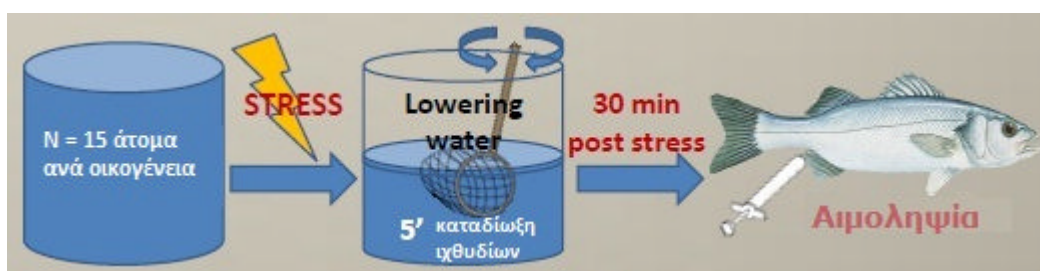 N = 15 άτομα
ανά οικογένεια
STRESS
Lowering
water
5’ καταδίωξη
ιχθυδίων
30 min
post stress
Αιμοληψία